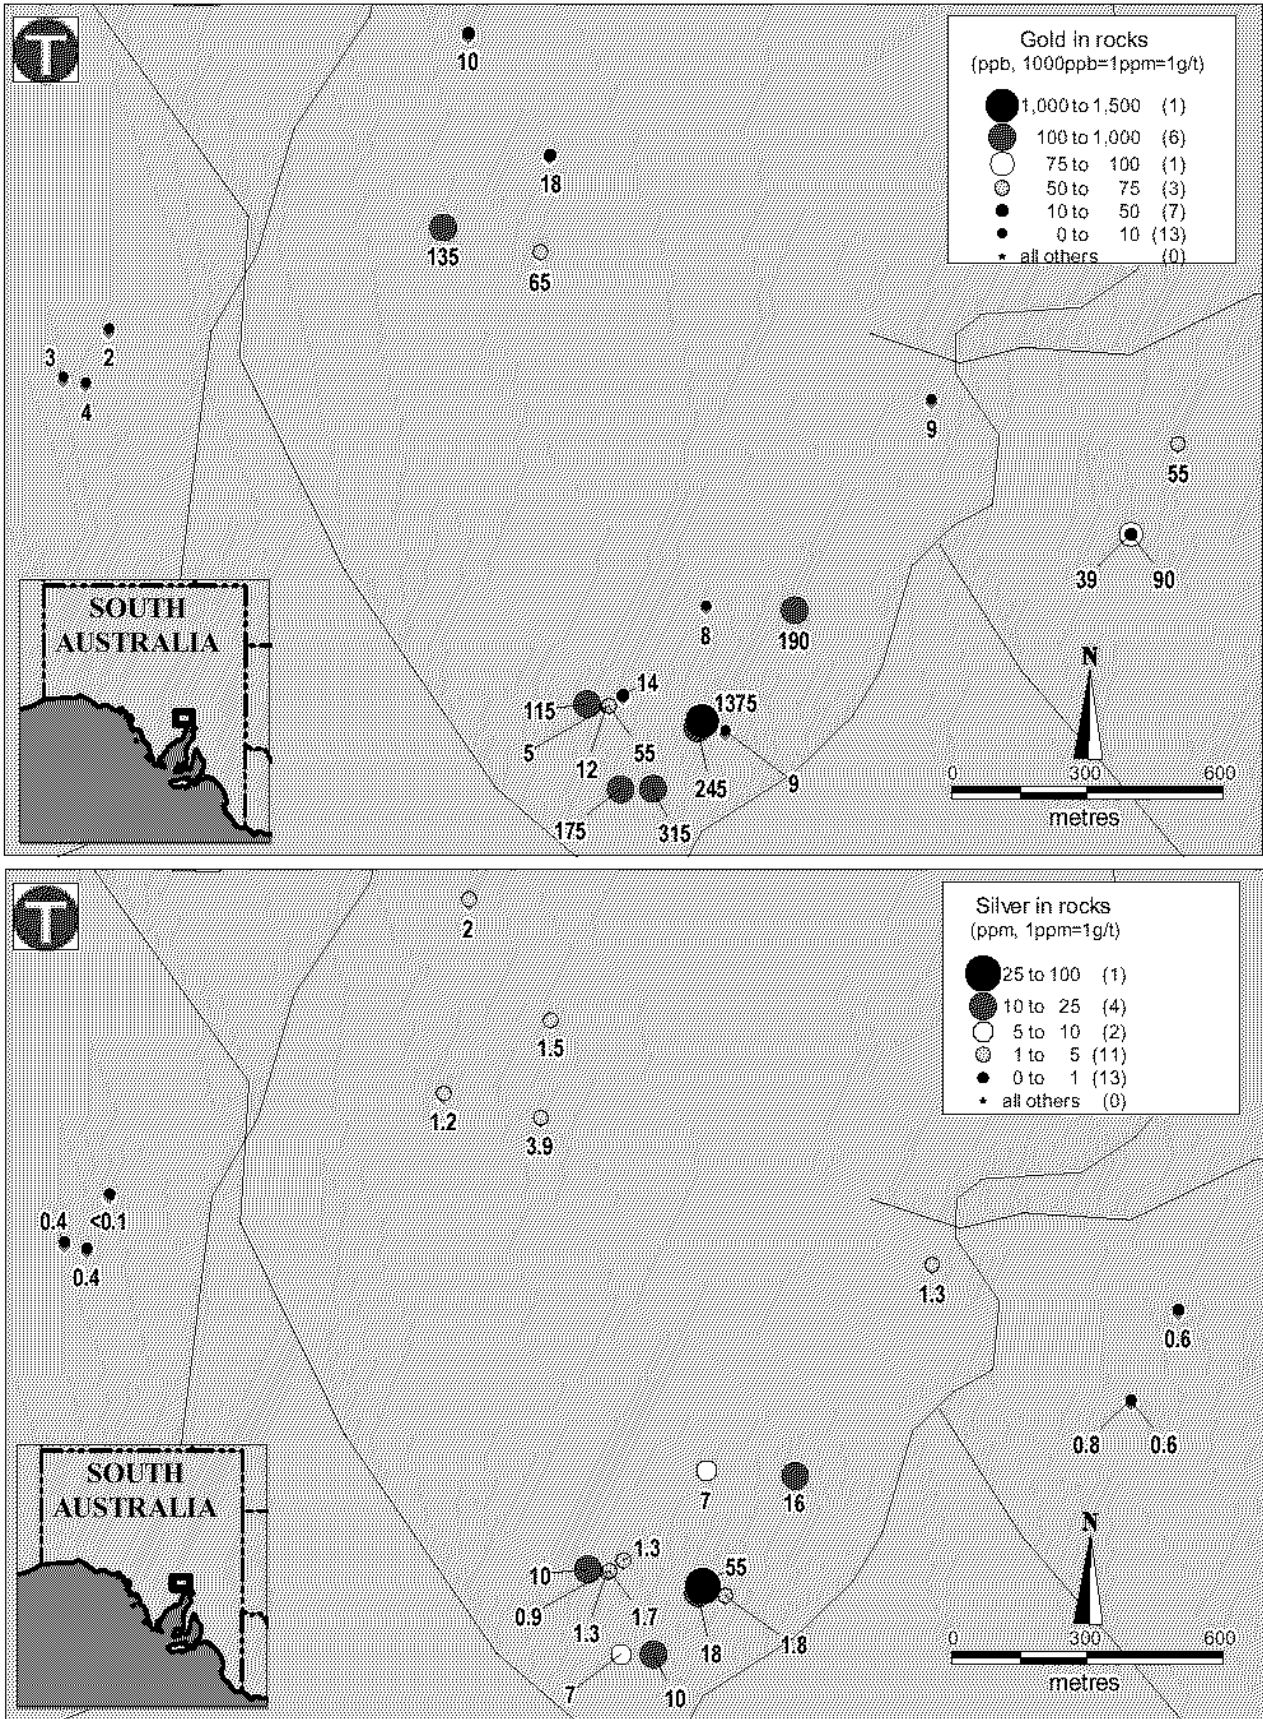 T
Gold in rocks
(ppb, 1000ppb=1ppm=1g/t)
1,000 to 1,500 (1)
100 to 1,000 (6)
75 to 100 (1)
50 to 75 (3)
10 to 50 (7)
0 to 10 (13)
all others (0)
10
18
135
65
3
2
4
9
55
39
90
SOUTH
AUSTRALIA
8
190
14
115
1375
5
55
12
245
9
175
315
N
0 300 600
metres
T
Silver in rocks
(ppm, 1ppm=1g/t)
25 to 100 (1)
10 to 25 (4)
5 to 10 (2)
1 to 5 (11)
0 to 1 (13)
all others (0)
2
1.5
1.2
3.9
0.4
<0.1
0.4
1.3
0.6
0.8
0.6
SOUTH
AUSTRALIA
7
16
1.3
10
55
0.9
1.7
1.3
18
1.8
7
10
N
0 300 600
metres